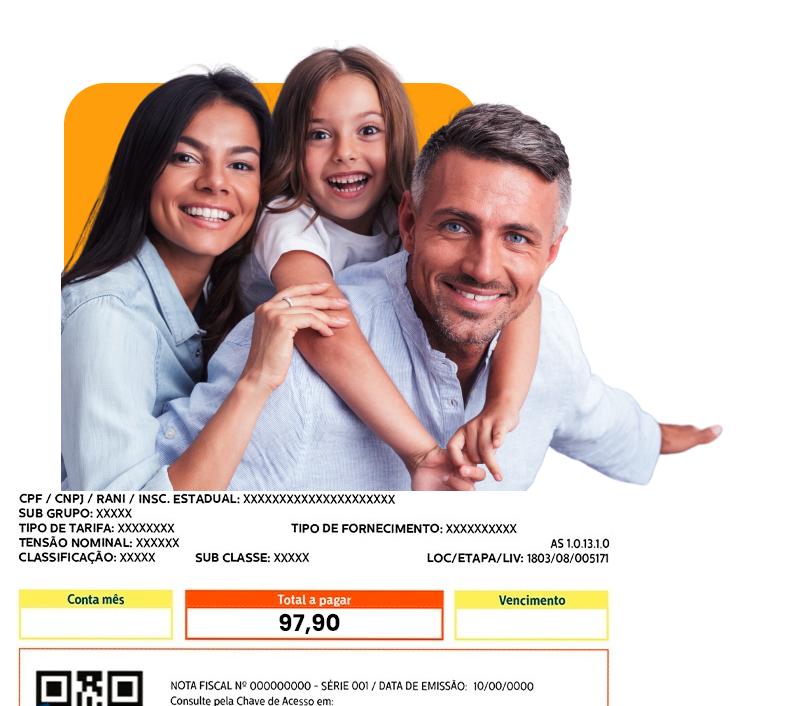 CPF / CNPJ / RANI / INSC. ESTADUAL: XXXXXXXXXXXXXXXXXXXXX
SUB GRUPO: XXXXX
TIPO DE TARIFA: XXXXXXXX TIPO DE FORNECIMENTO: XXXXXXXXXX
TENSÃO NOMINAL: XXXXXX AS 1.0.13.1.0
CLASSIFICAÇÃO: XXXXX SUB CLASSE: XXXXX LOC/ETAPA/LIV: 1803/08/005171
Conta mês Total a pagar Vencimento
97,90
NOTA FISCAL Nº 000000000 - SÉRIE 001 / DATA DE EMISSÃO: 10/00/0000
Consulte pela Chave de Acesso em: